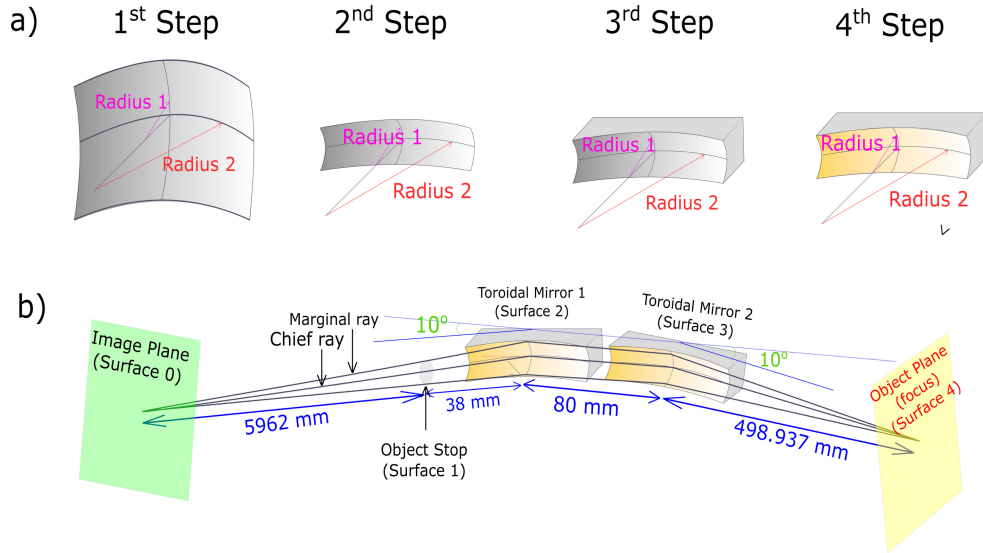 a)
1st Step
2nd Step
3rd Step
4th Step
Radius 1
Radius 2
Radius 1
Radius 2
Radius 1
Radius 2
Radius 1
Radius 2
b)
Image Plane
(Surface 0)
Marginal ray
Chief ray
10o
Toroidal Mirror 1
(Surface 2)
Toroidal Mirror 2
(Surface 3)
10o
Object Plane
(focus)
(Surface 4)
5962 mm
38 mm
80 mm
498.937 mm
Object Stop
(Surface 1)